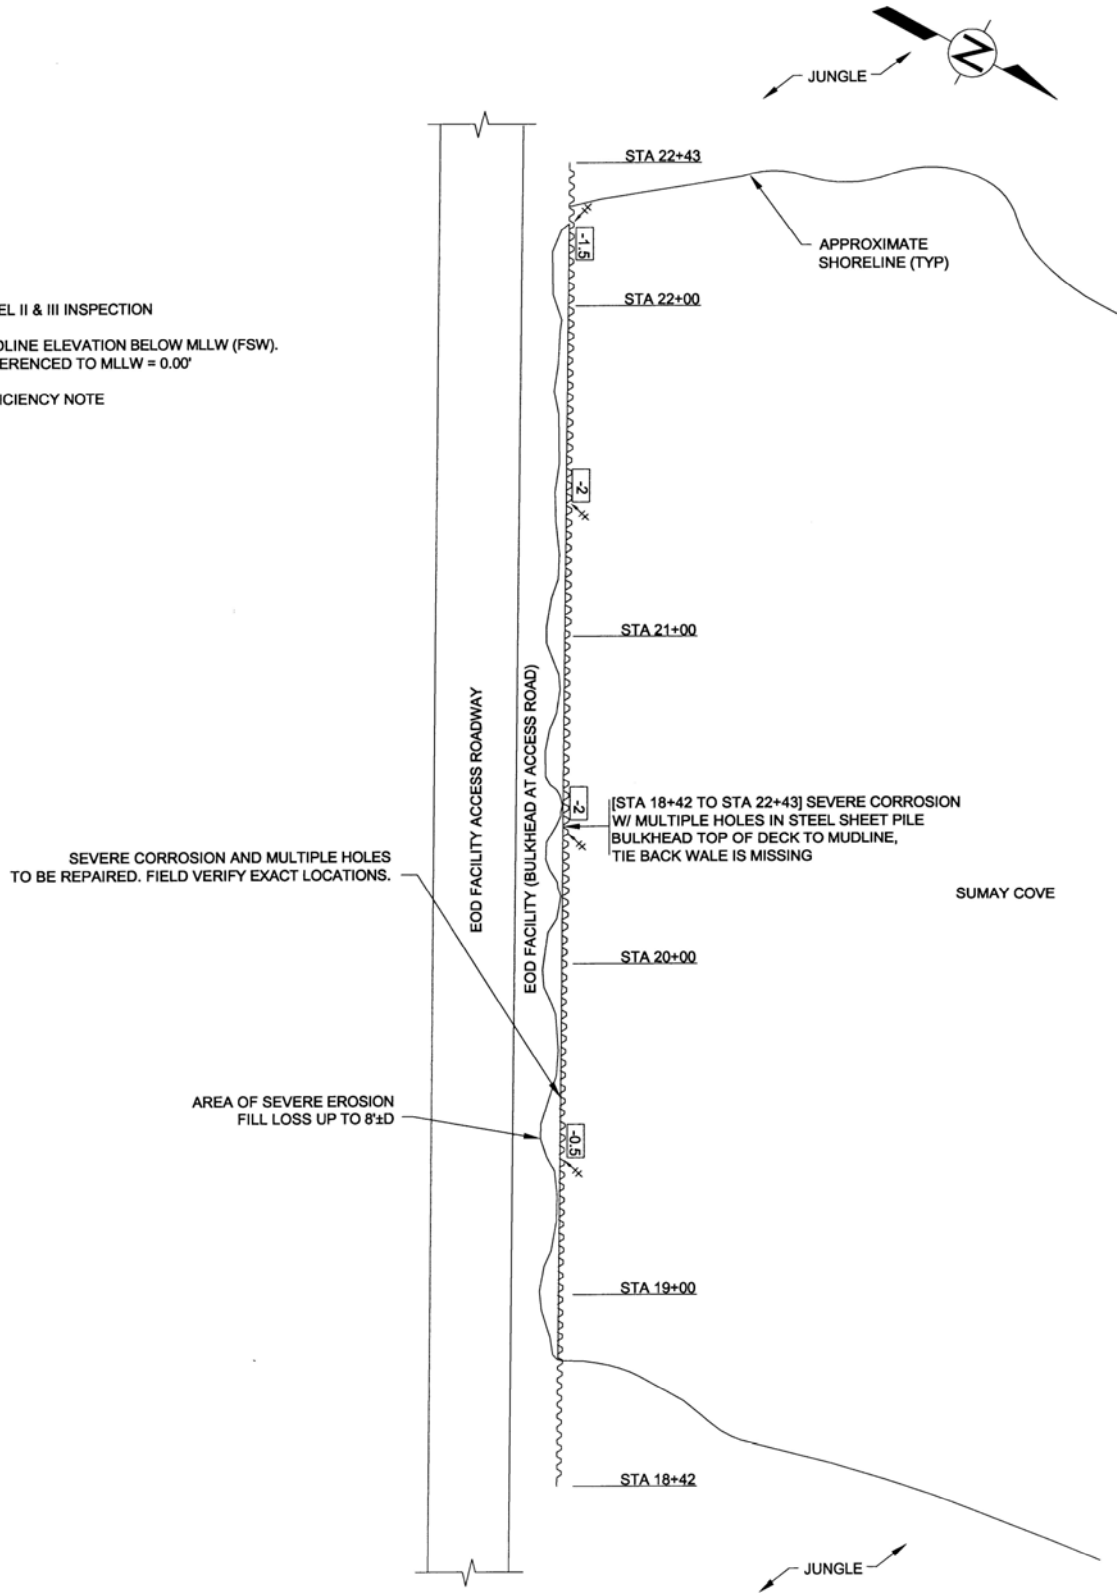 N
JUNGLE
STA 22+43
-1.5
APPROXIMATE
SHORELINE (TYP)
STA 22+00
EL II & III INSPECTION
DLINE ELEVATION BELOW MLLW (FSW).
ERENCED TO MLLW = 0.00'
ICIENCY NOTE
-2
STA 21+00
EOD FACILITY ACCESS ROADWAY
EOD FACILITY (BULKHEAD AT ACCESS ROAD)
-2
[STA 18+42 TO STA 22+43] SEVERE CORROSION
W/ MULTIPLE HOLES IN STEEL SHEET PILE
BULKHEAD TOP OF DECK TO MUDLINE,
TIE BACK WALE IS MISSING
SEVERE CORROSION AND MULTIPLE HOLES
TO BE REPAIRED. FIELD VERIFY EXACT LOCATIONS.
SUMAY COVE
STA 20+00
AREA OF SEVERE EROSION
FILL LOSS UP TO 8'±D
-0.5
STA 19+00
STA 18+42
JUNGLE